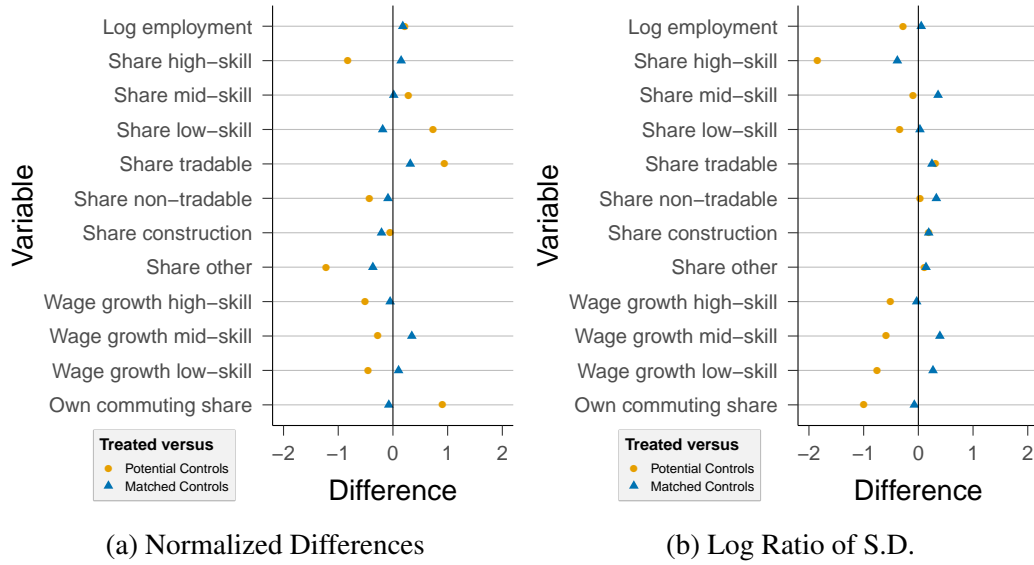 Variable
Log employment
Share high−skill
Share mid−skill
Share low−skill
Share tradable
Share non−tradable
Share construction
Share other
Wage growth high−skill
Wage growth mid−skill
Wage growth low−skill
Own commuting share
−2 −1 0 1 2
Difference
Treated versus
Potential Controls
Matched Controls
(a) Normalized Differences
Variable
Log employment
Share high−skill
Share mid−skill
Share low−skill
Share tradable
Share non−tradable
Share construction
Share other
Wage growth high−skill
Wage growth mid−skill
Wage growth low−skill
Own commuting share
−2 −1 0 1 2
Difference
Treated versus
Potential Controls
Matched Controls
(b) Log Ratio of S.D.